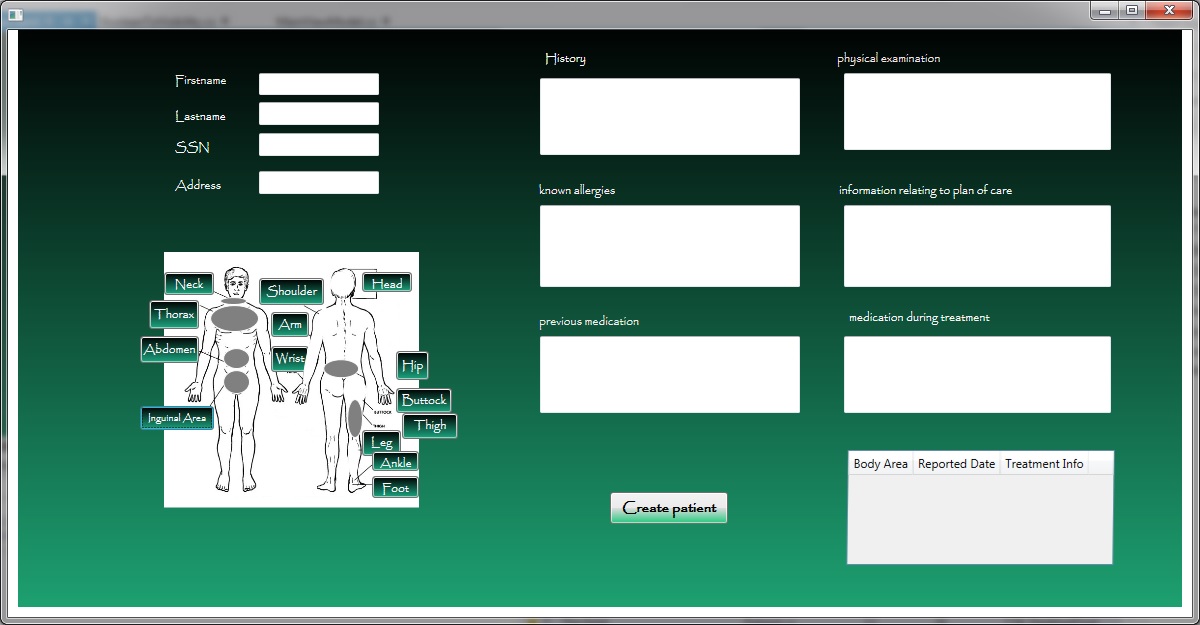 Firstname
Lastname
SSN
Address
History
physical examination
known allergies
information relating to plan of care
previous medication
medication during treatment
Neck
Shoulder
Head
Thorax
Arm
Abdomen
Wrist
Hip
Buttock
Inguinal Area
BUTTOCK
Thigh
THIGH
Leg
Ankle
Foot
Create patient
Body Area Reported Date Treatment Info